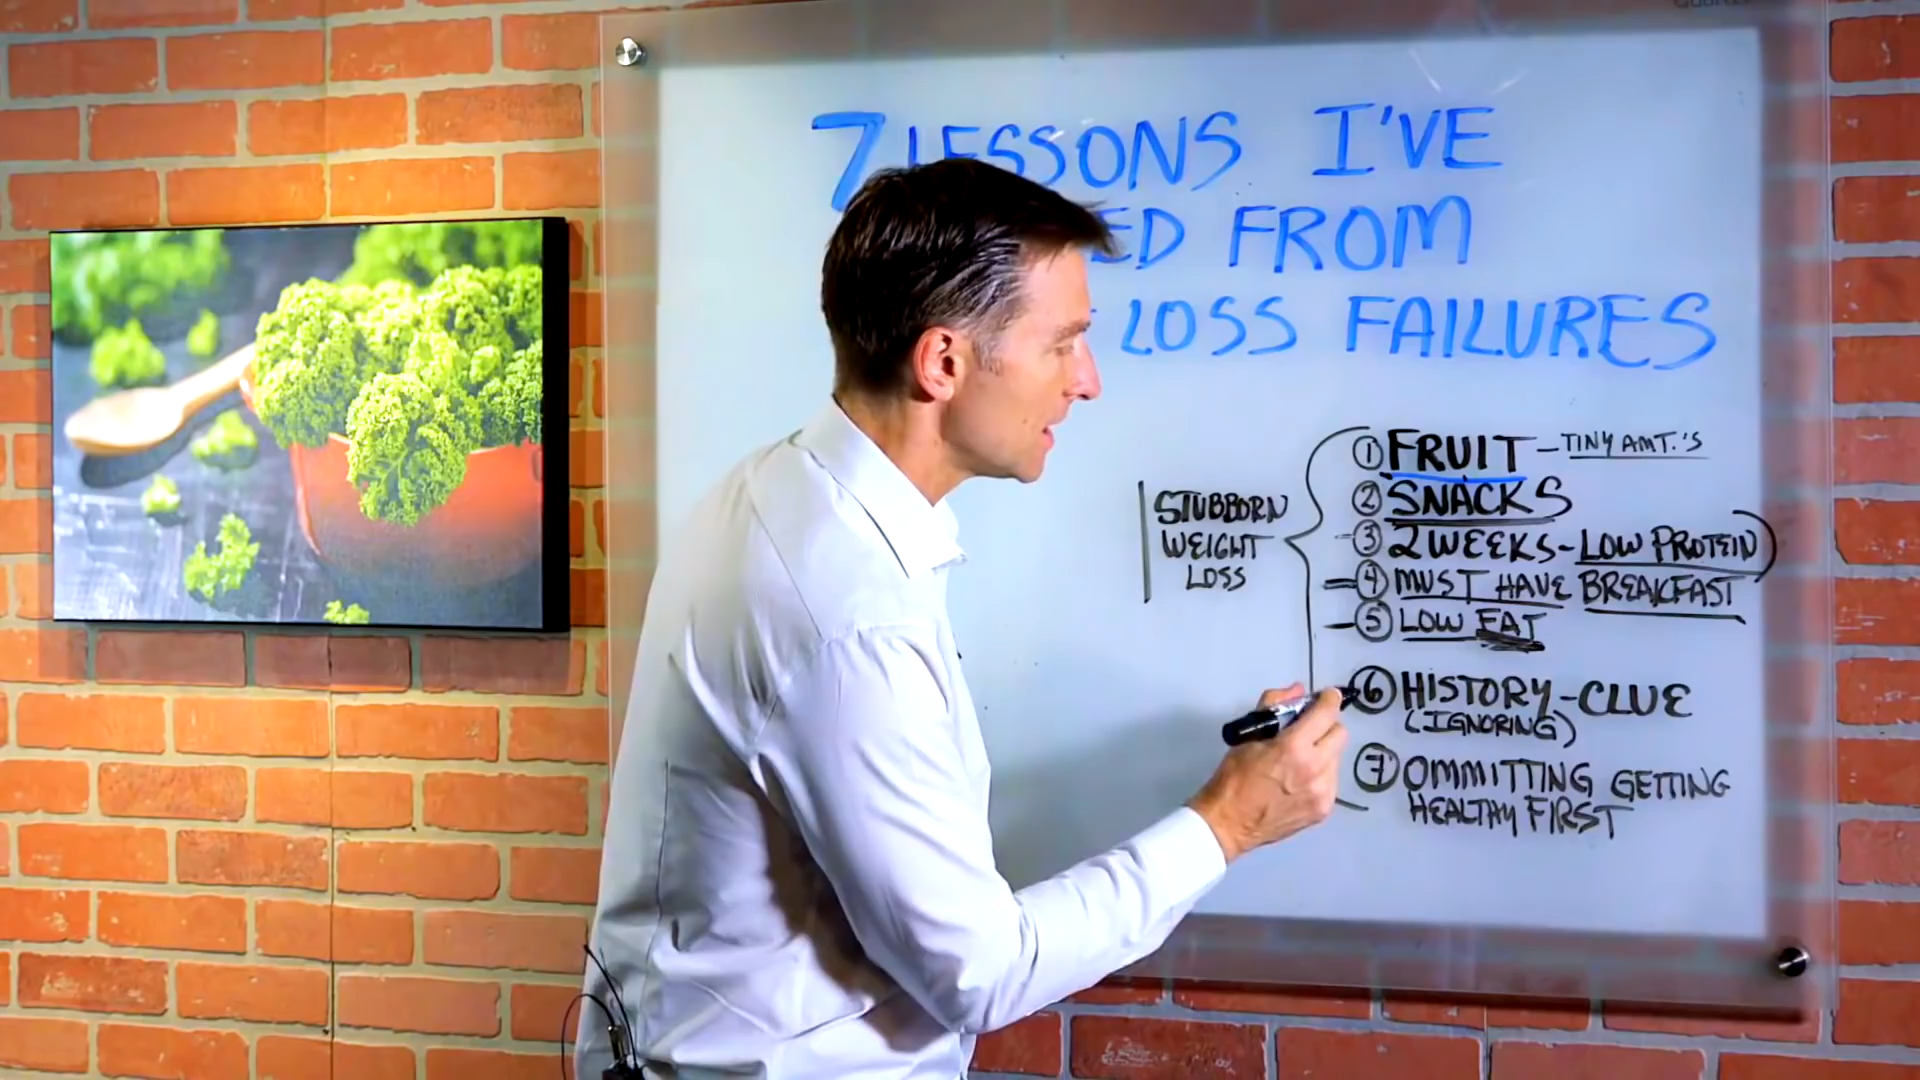 7 LESSONS I'VE
FROM
LOSS FAILURES
STUBBORN
WEIGHT
LOSS
① FRUIT - TINY AMT.'S
② SNACKS
③ 2 WEEKS - LOW PROTEIN)
④ MUST HAVE BREAKFAST
⑤ LOW FAT
⑥ HISTORY - CLUE
(IGNORING)
⑦ OMMITTING GETTING
HEALTHY FIRST